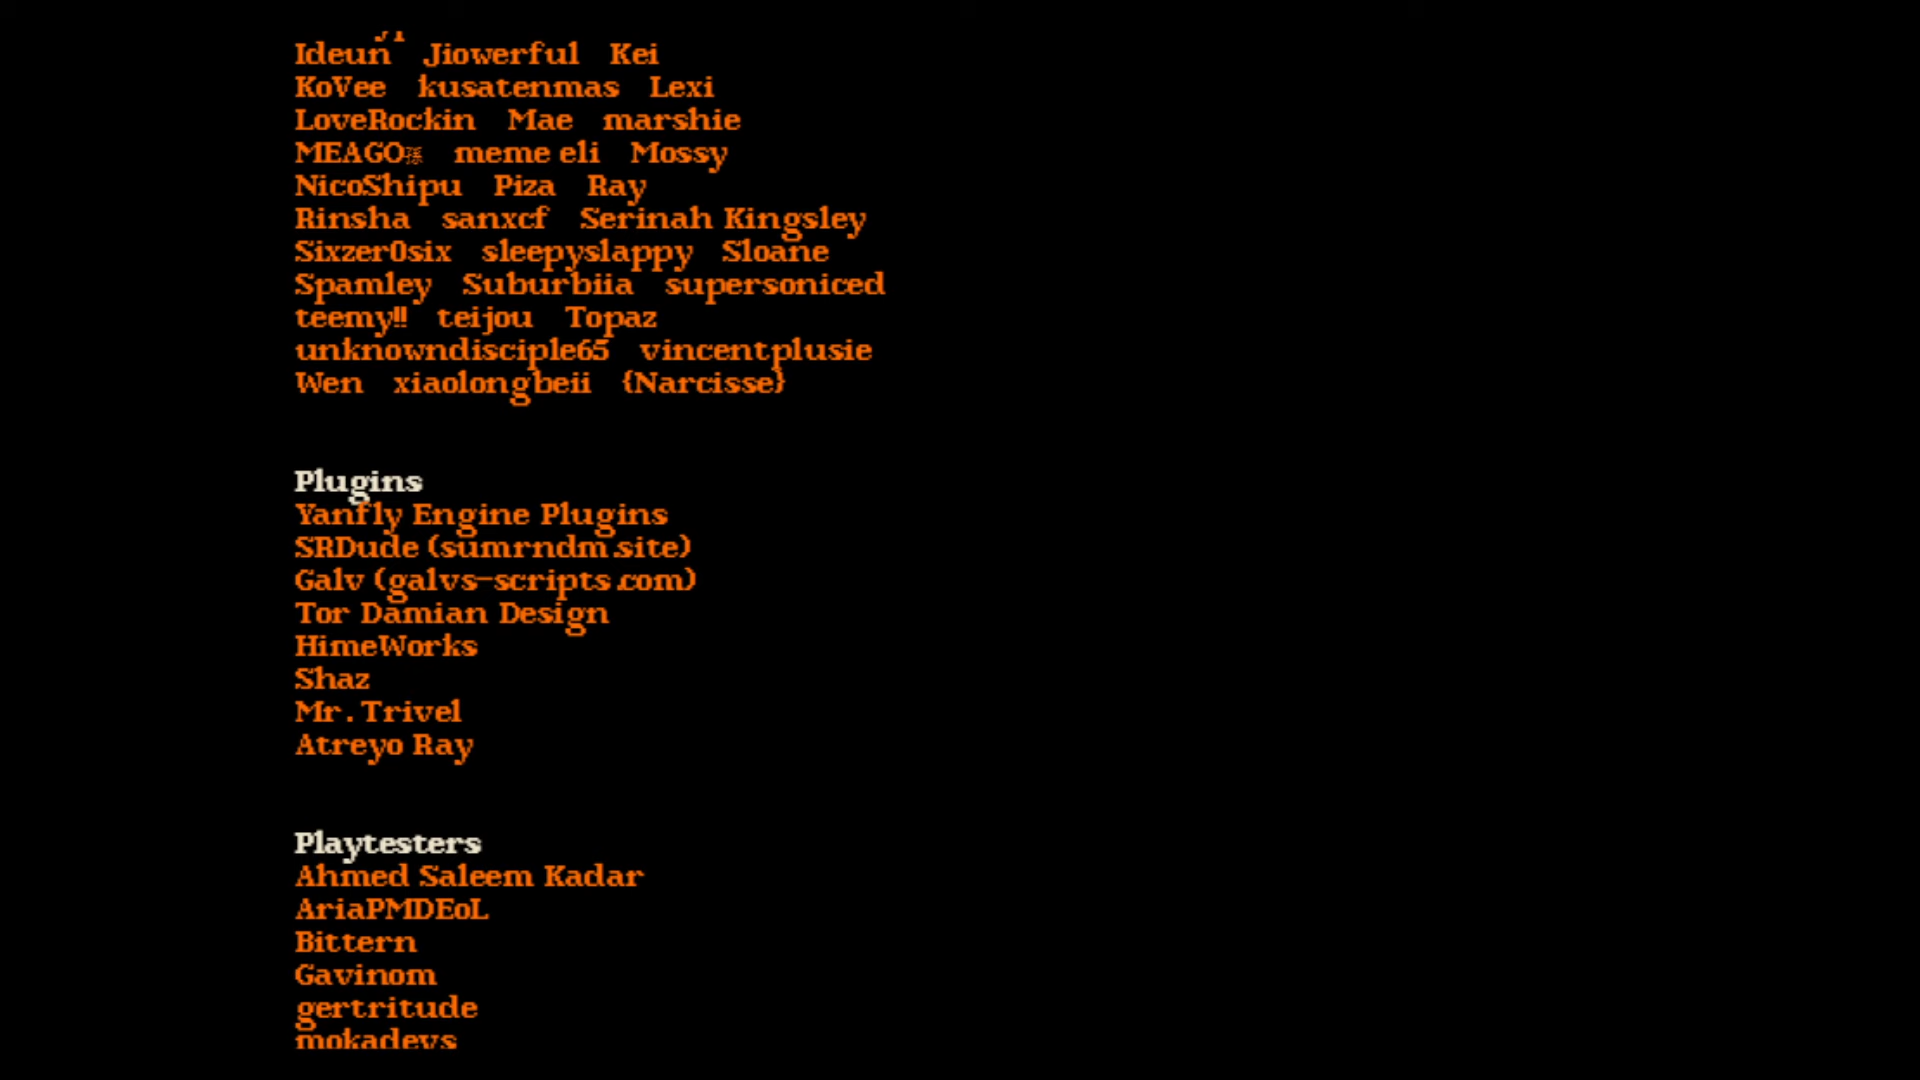 Ideun Jiowerful Kei
KoVee kusatenmas Lexi
LoveRockin Mae marshie
MEAGO meme eli Mossy
NicoShipu Piza Ray
Rinsha sanxcf Serinah Kingsley
Sixzer0six sleepyslappy Sloane
Spamley Suburbiia supersoniced
teemy!! teijou Topaz
unknowndisciple65 vincentplusie
Wen xiaolongbeii {Narcisse}
Plugins
Yanfly Engine Plugins
SRDude (sumrndm.site)
Galv (galvs-scripts.com)
Tor Damian Design
HimeWorks
Shaz
Mr.Trivel
Atreyo Ray
Playtesters
Ahmed Saleem Kadar
AriaPMDEoL
Bittern
Gavinom
gertritude
mokadevs